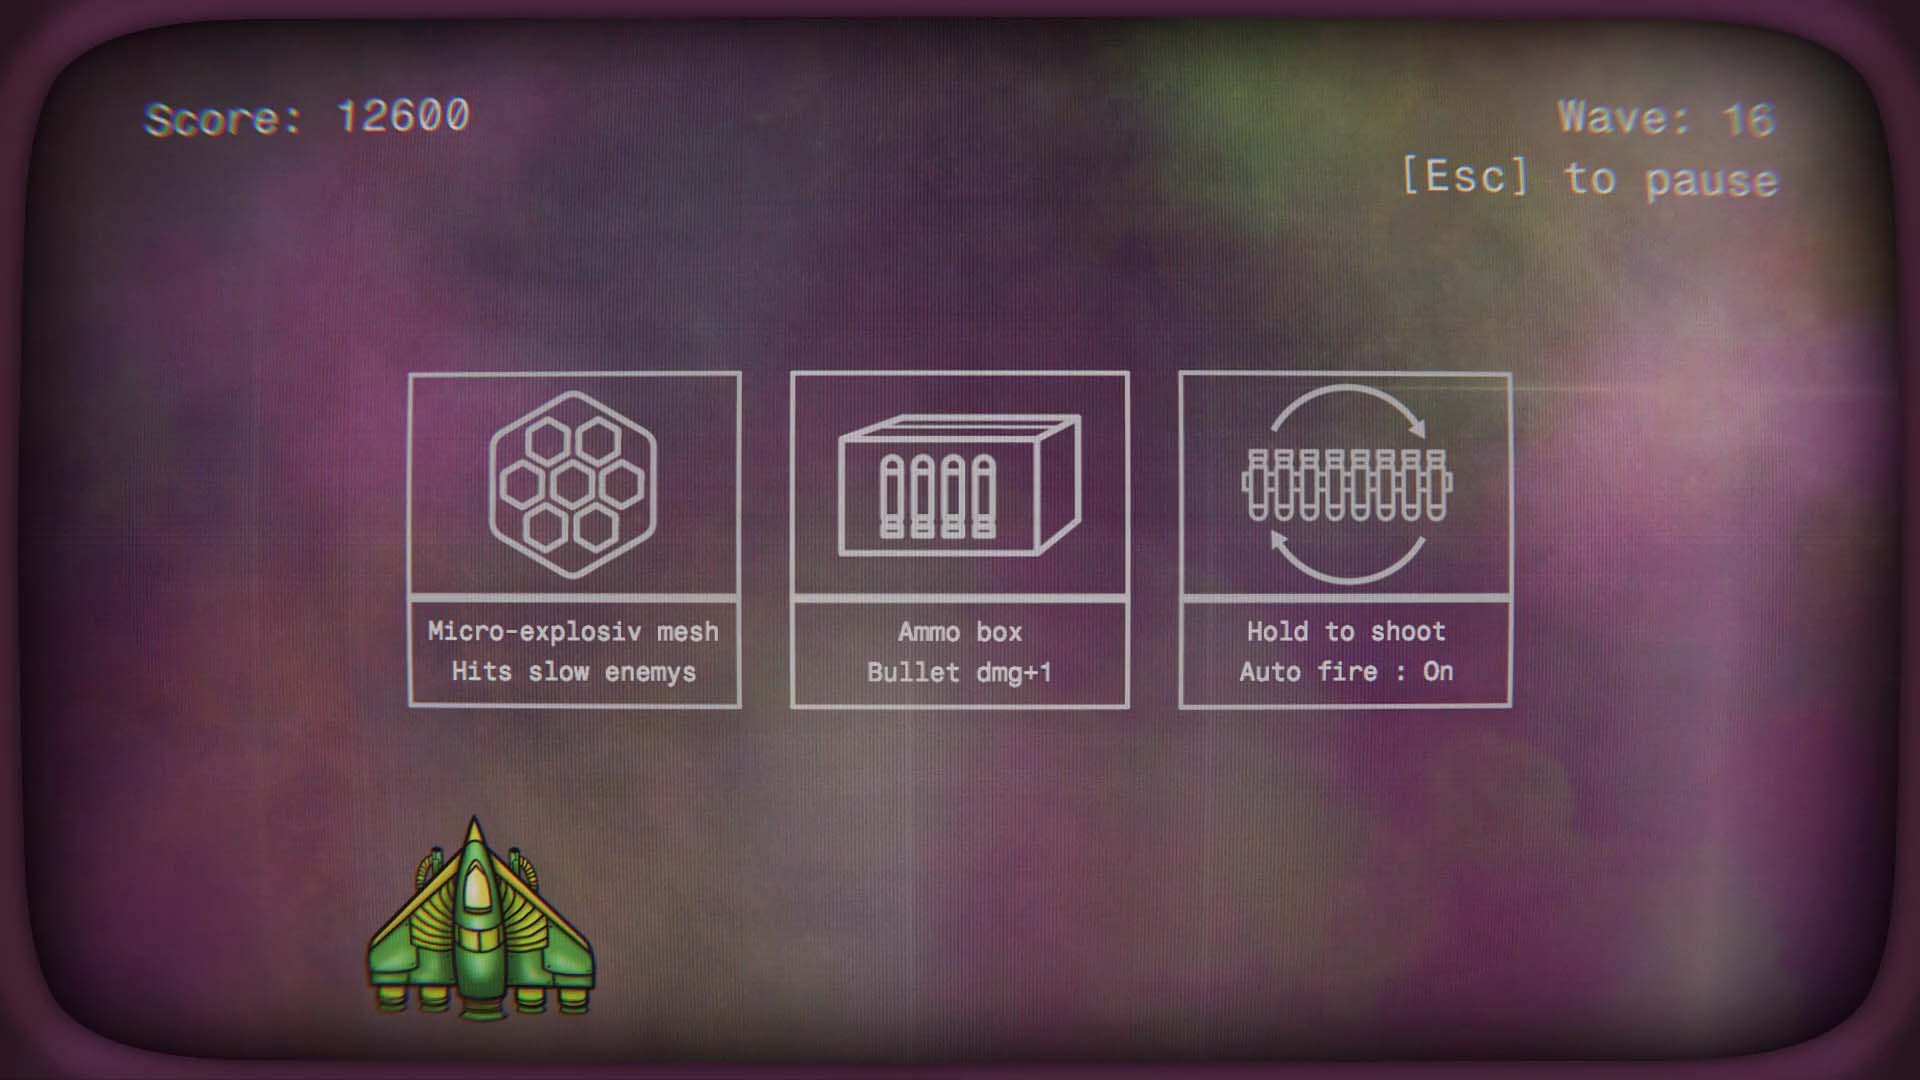 Score: 12600
Wave: 16
[Esc] to pause
Micro-explosiv mesh
Hits slow enemys
Ammo box
Bullet dmg+1
Hold to shoot
Auto fire : On